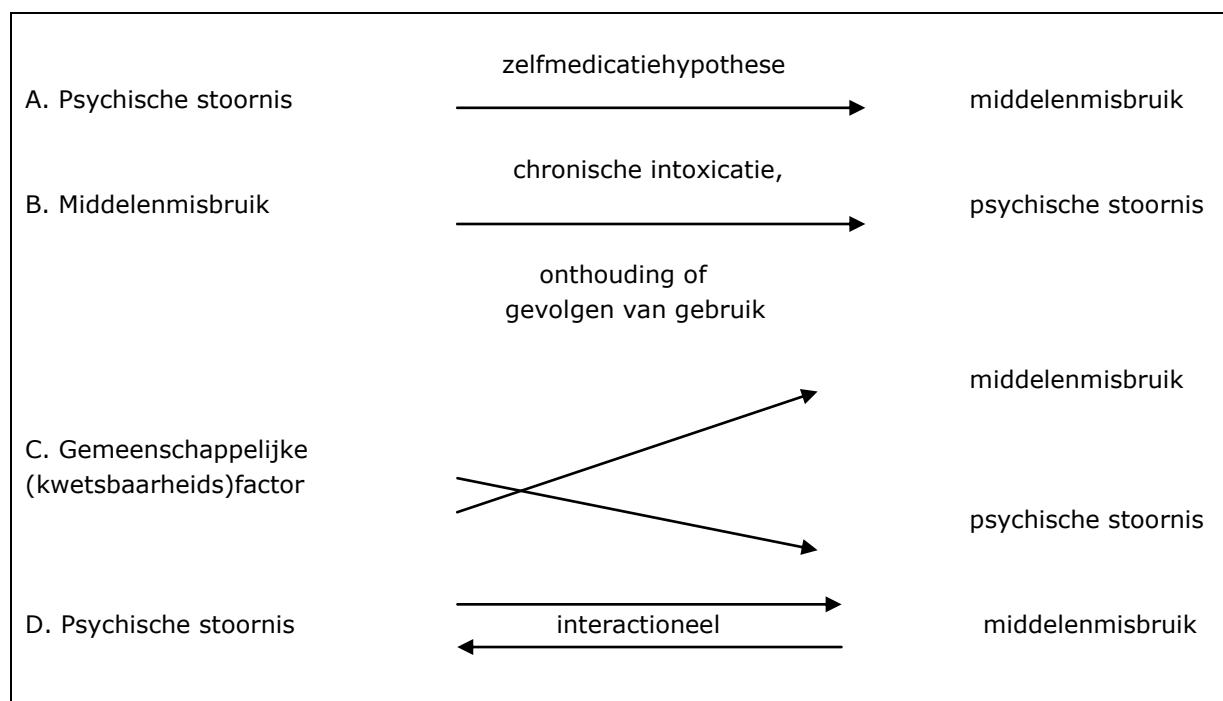 zelfmedicatiehypothese
A. Psychische stoornis middelenmisbruik
chronische intoxicatie,
B. Middelenmisbruik psychische stoornis
onthouding of
gevolgen van gebruik
middelenmisbruik
C. Gemeenschappelijke
(kwetsbaarheids)factor
psychische stoornis
D. Psychische stoornis interactioneel middelenmisbruik